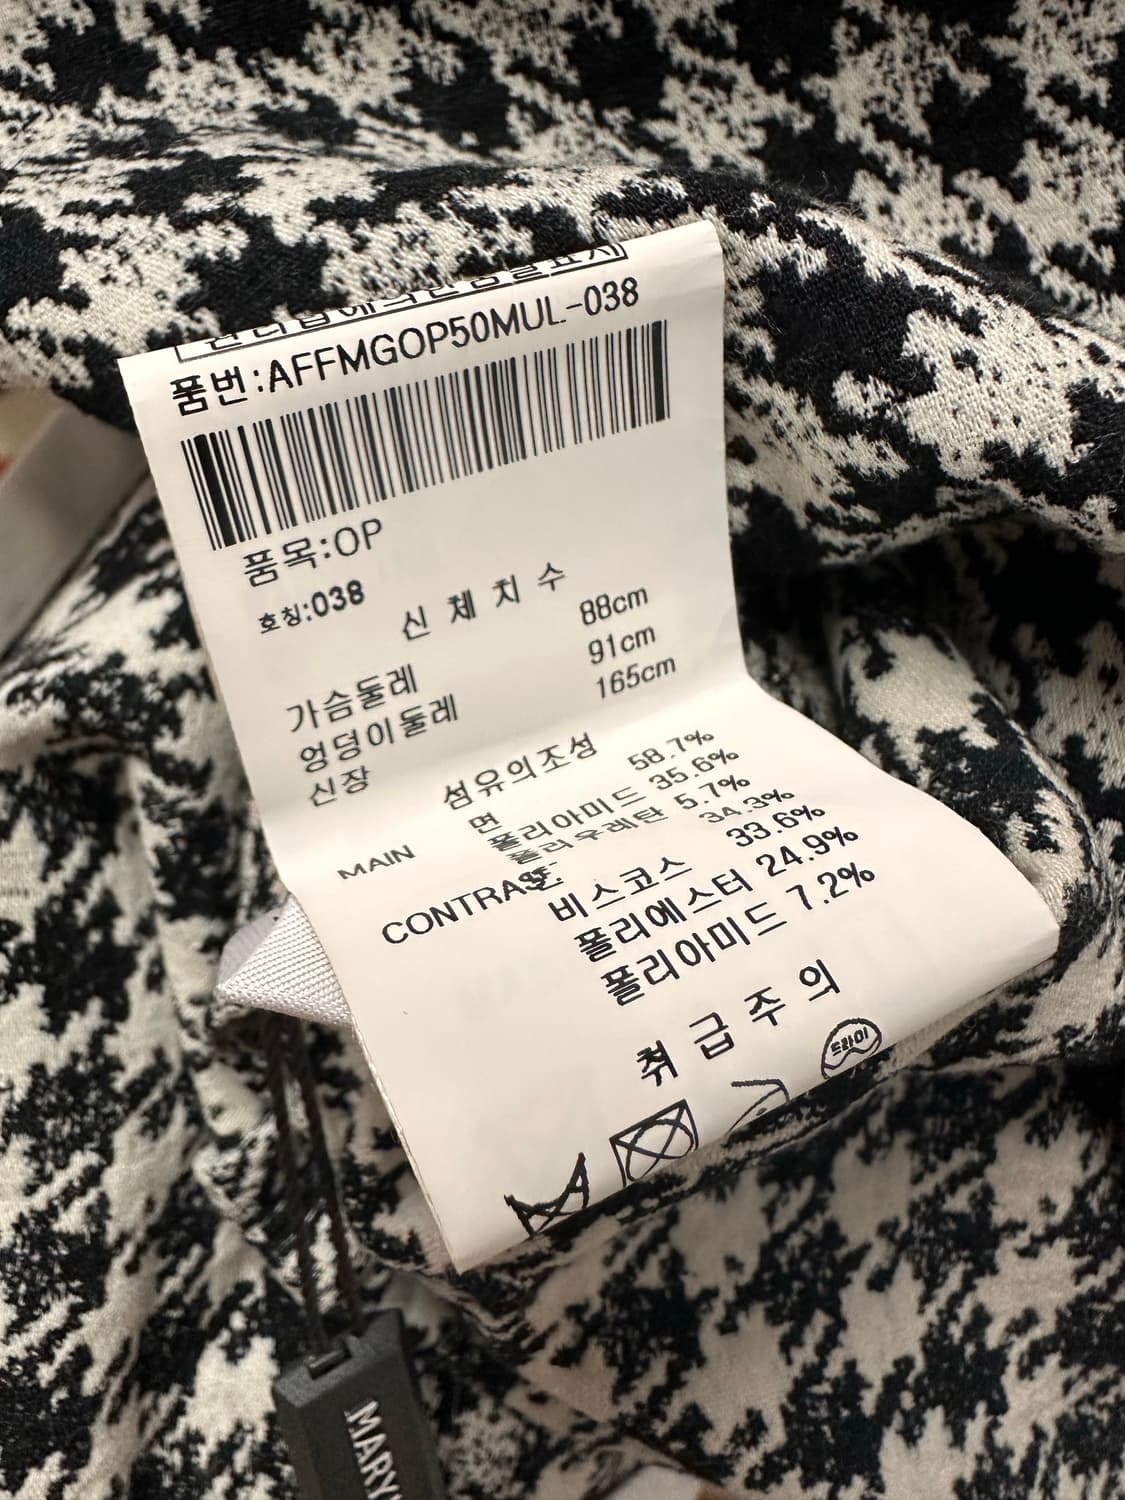 품번:AFFMGOP50MUL-038
품목:OP
호칭:038
신 체 치 수
가슴둘레 88cm
엉덩이둘레 91cm
신장 165cm
섬유의조성
MAIN 면 58.7%
폴리아미드 35.6%
폴리우레탄 5.7%
CONTRAST: 34.3%
비스코스 33.6%
폴리에스터 24.9%
폴리아미드 7.2%
취 급 주 의
드라이
MARY